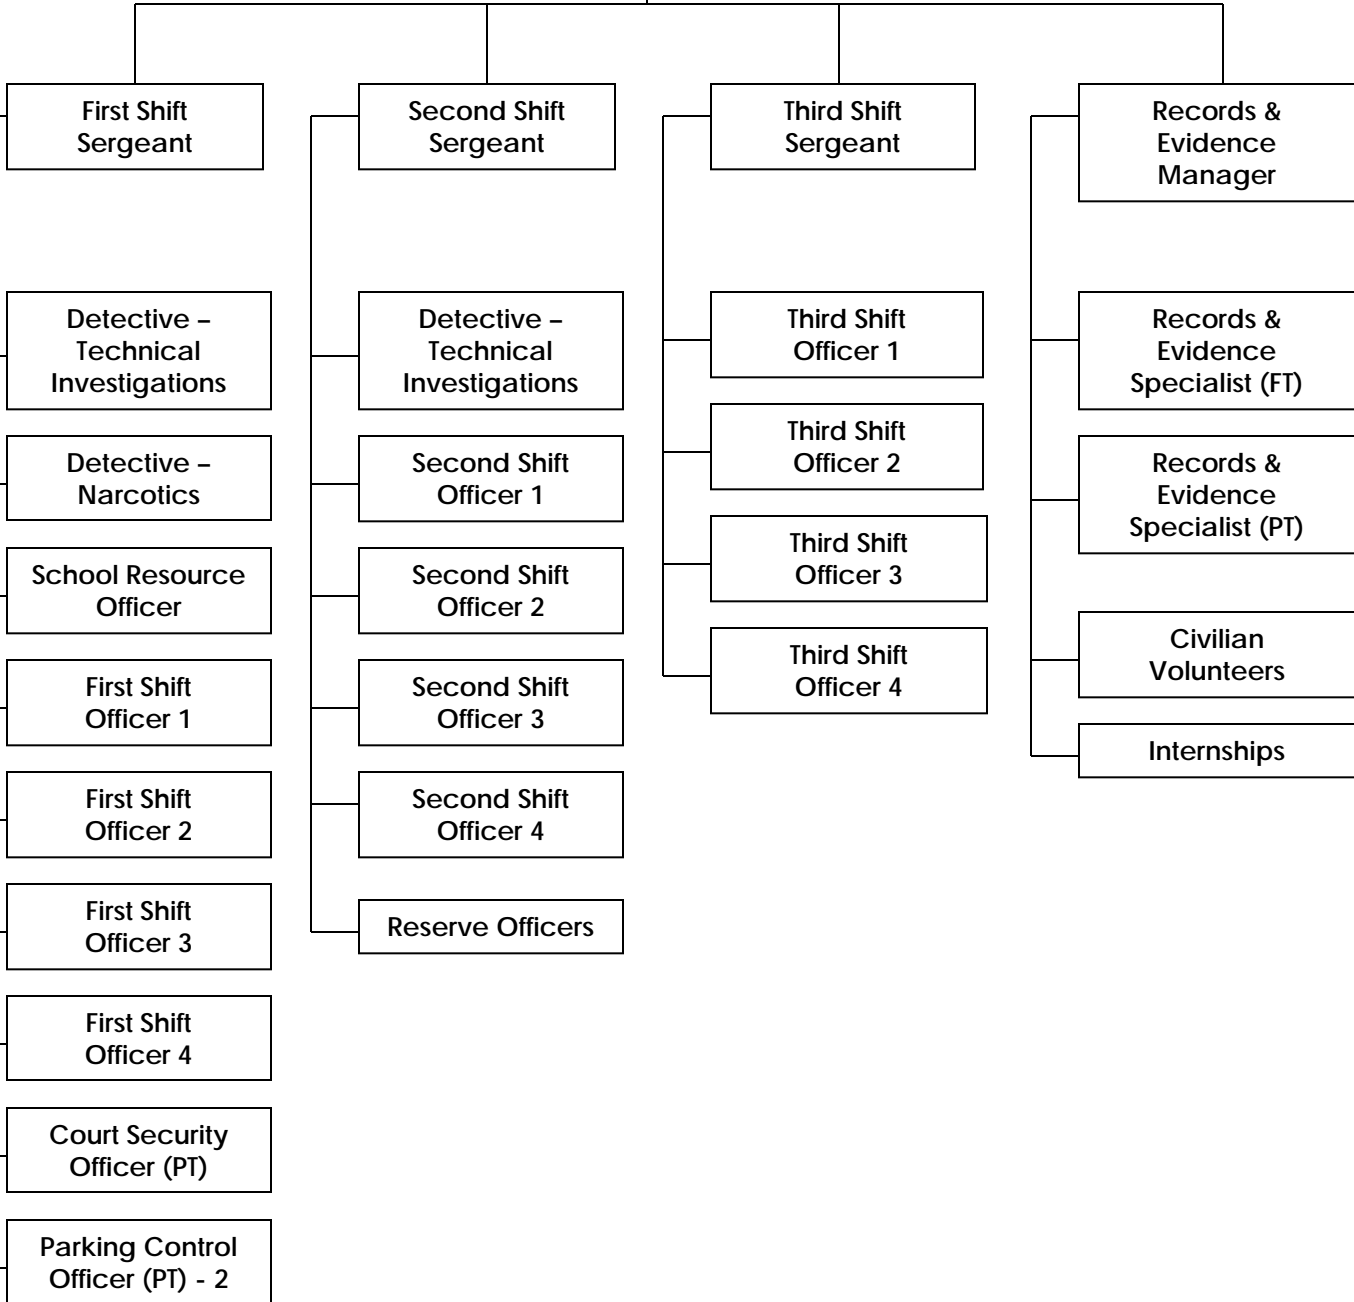 First Shift
Sergeant
Second Shift
Sergeant
Third Shift
Sergeant
Records &
Evidence
Manager
Detective –
Technical
Investigations
Detective –
Narcotics
School Resource
Officer
First Shift
Officer 1
First Shift
Officer 2
First Shift
Officer 3
First Shift
Officer 4
Court Security
Officer (PT)
Parking Control
Officer (PT) - 2
Detective –
Technical
Investigations
Second Shift
Officer 1
Second Shift
Officer 2
Second Shift
Officer 3
Second Shift
Officer 4
Reserve Officers
Third Shift
Officer 1
Third Shift
Officer 2
Third Shift
Officer 3
Third Shift
Officer 4
Records &
Evidence
Specialist (FT)
Records &
Evidence
Specialist (PT)
Civilian
Volunteers
Internships